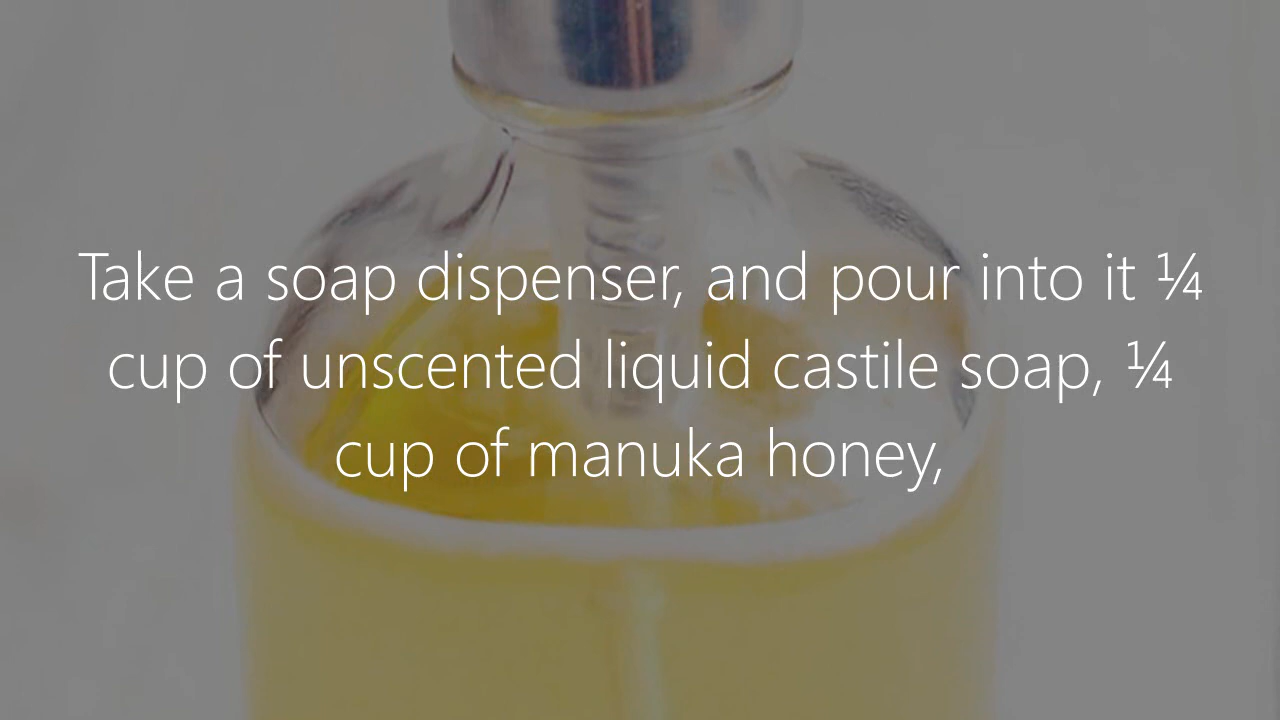 Take a soap dispenser, and pour into it ¼
cup of unscented liquid castile soap, ¼
cup of manuka honey,